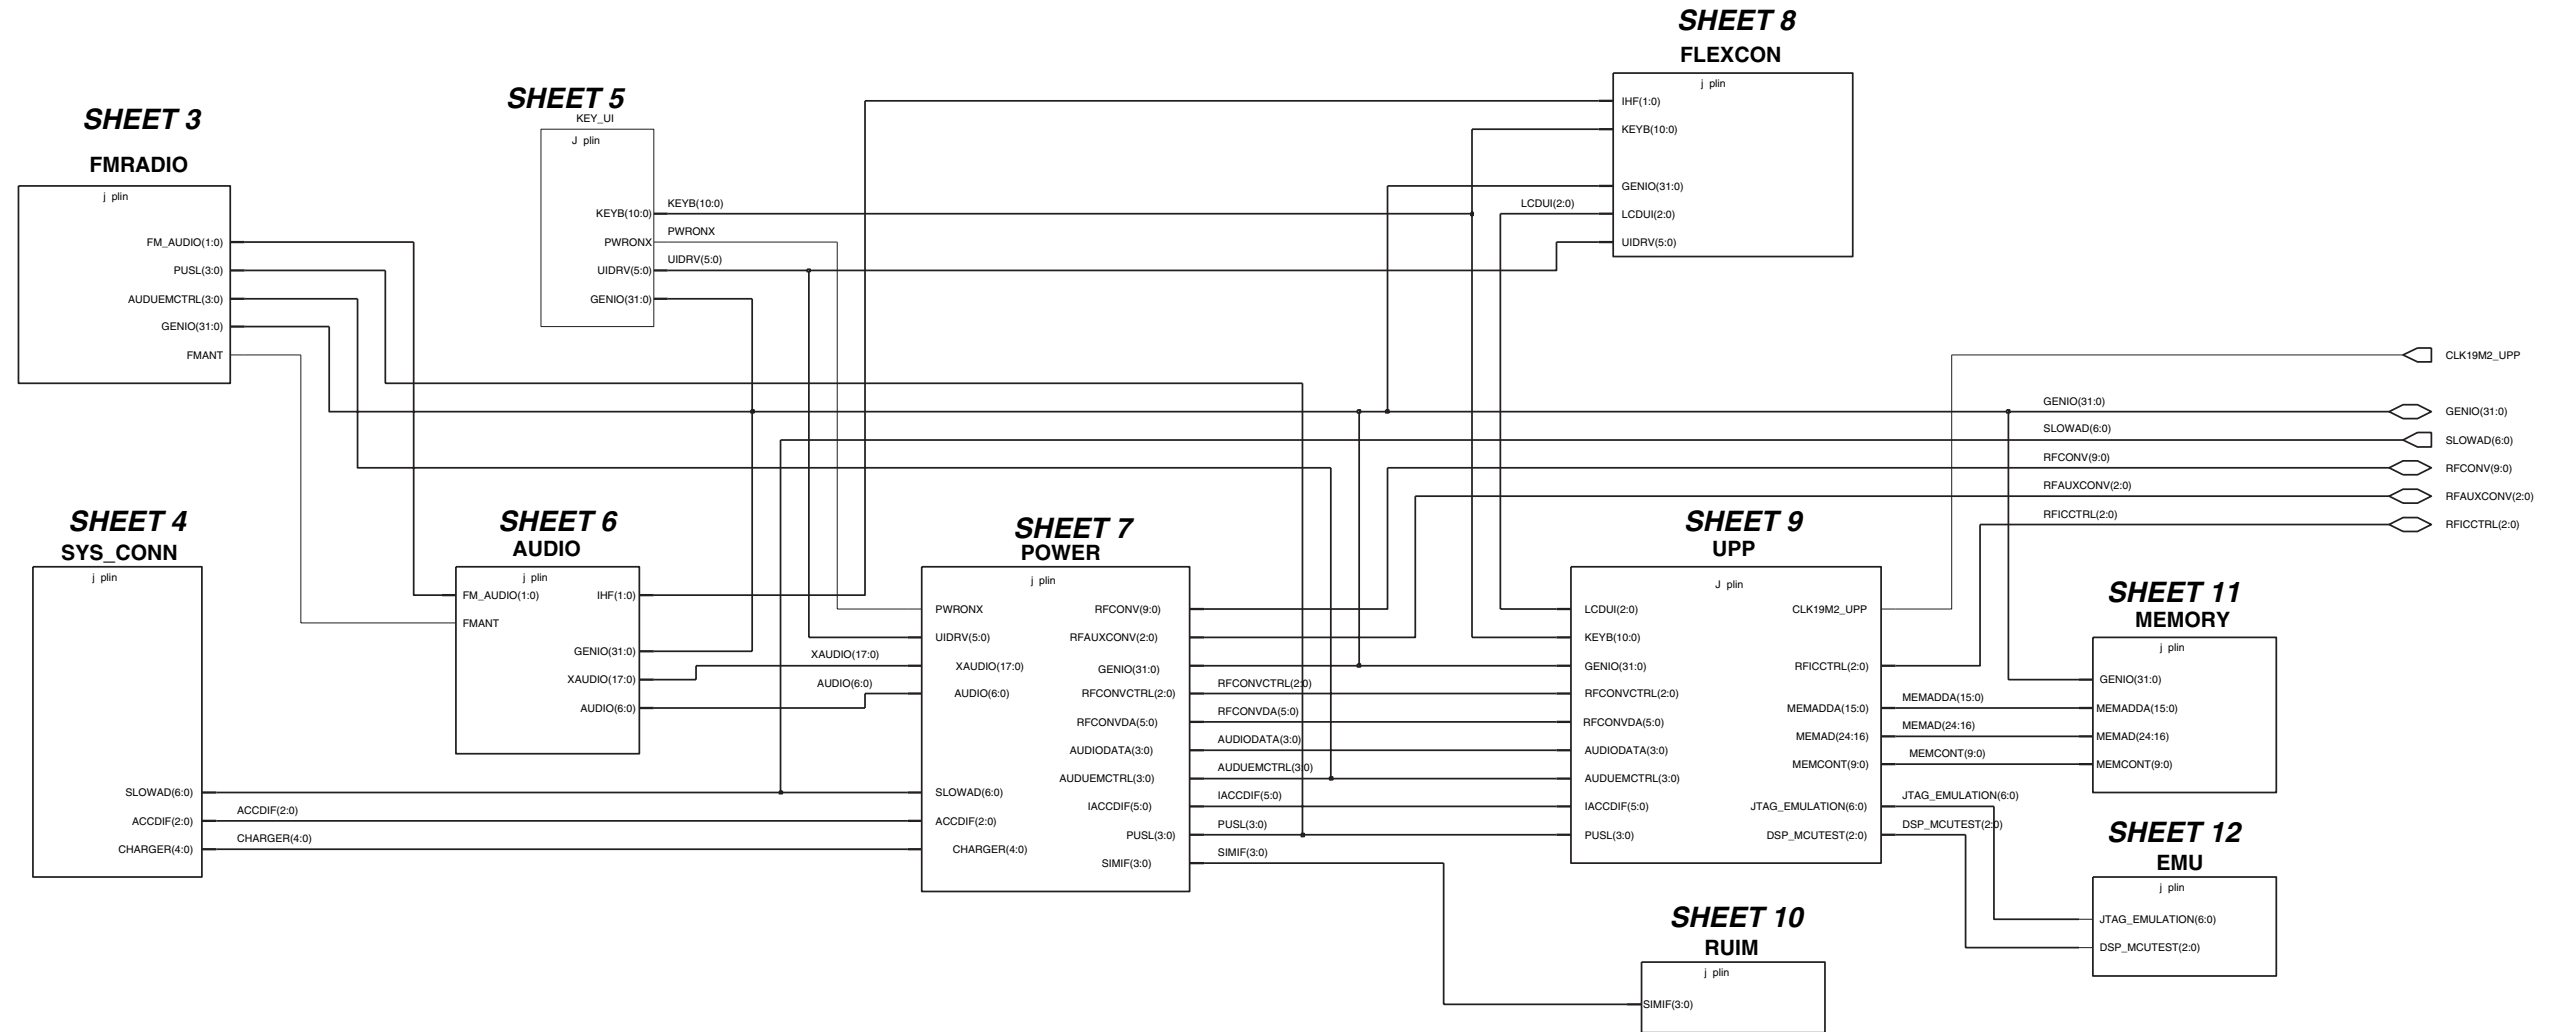 SHEET 8
FLEXCON
j plin
IHF(1:0)
KEYB(10:0)
GENIO(31:0)
LCDUI(2:0)
LCDUI(2:0)
UIDRV(5:0)
SHEET 5
KEY_UI
J plin
KEYB(10:0)
KEYB(10:0)
PWRONX
PWRONX
UIDRV(5:0)
UIDRV(5:0)
GENIO(31:0)
SHEET 3
FMRADIO
j plin
FM_AUDIO(1:0)
PUSL(3:0)
AUDUEMCTRL(3:0)
GENIO(31:0)
FMANT
CLK19M2_UPP
GENIO(31:0)
GENIO(31:0)
SLOWAD(6:0)
SLOWAD(6:0)
RFCONV(9:0)
RFCONV(9:0)
RFAUXCONV(2:0)
RFAUXCONV(2:0)
RFICCTRL(2:0)
RFICCTRL(2:0)
SHEET 4
SYS_CONN
j plin
SLOWAD(6:0)
ACCDIF(2:0)
ACCDIF(2:0)
CHARGER(4:0)
CHARGER(4:0)
SHEET 6
AUDIO
j plin
FM_AUDIO(1:0)
IHF(1:0)
FMANT
GENIO(31:0)
XAUDIO(17:0)
AUDIO(6:0)
XAUDIO(17:0)
AUDIO(6:0)
SHEET 7
POWER
j plin
PWRONX
RFCONV(9:0)
UIDRV(5:0)
RFAUXCONV(2:0)
XAUDIO(17:0)
GENIO(31:0)
AUDIO(6:0)
RFCONVCTRL(2:0)
RFCONVDA(5:0)
AUDIODATA(3:0)
AUDUEMCTRL(3:0)
SLOWAD(6:0)
IACCDIF(5:0)
ACCDIF(2:0)
PUSL(3:0)
CHARGER(4:0)
SIMIF(3:0)
RFCONVCTRL(2:0)
RFCONVDA(5:0)
AUDIODATA(3:0)
AUDUEMCTRL(3:0)
IACCDIF(5:0)
PUSL(3:0)
SIMIF(3:0)
SHEET 9
UPP
J plin
LCDUI(2:0)
CLK19M2_UPP
KEYB(10:0)
GENIO(31:0)
RFICCTRL(2:0)
RFCONVCTRL(2:0)
MEMADDA(15:0)
RFCONVDA(5:0)
MEMAD(24:16)
AUDIODATA(3:0)
MEMCONT(9:0)
AUDUEMCTRL(3:0)
IACCDIF(5:0)
JTAG_EMULATION(6:0)
PUSL(3:0)
DSP_MCUTEST(2:0)
MEMADDA(15:0)
MEMAD(24:16)
MEMCONT(9:0)
JTAG_EMULATION(6:0)
DSP_MCUTEST(2:0)
SHEET 11
MEMORY
j plin
GENIO(31:0)
MEMADDA(15:0)
MEMAD(24:16)
MEMCONT(9:0)
SHEET 12
EMU
j plin
JTAG_EMULATION(6:0)
DSP_MCUTEST(2:0)
SHEET 10
RUIM
j plin
SIMIF(3:0)